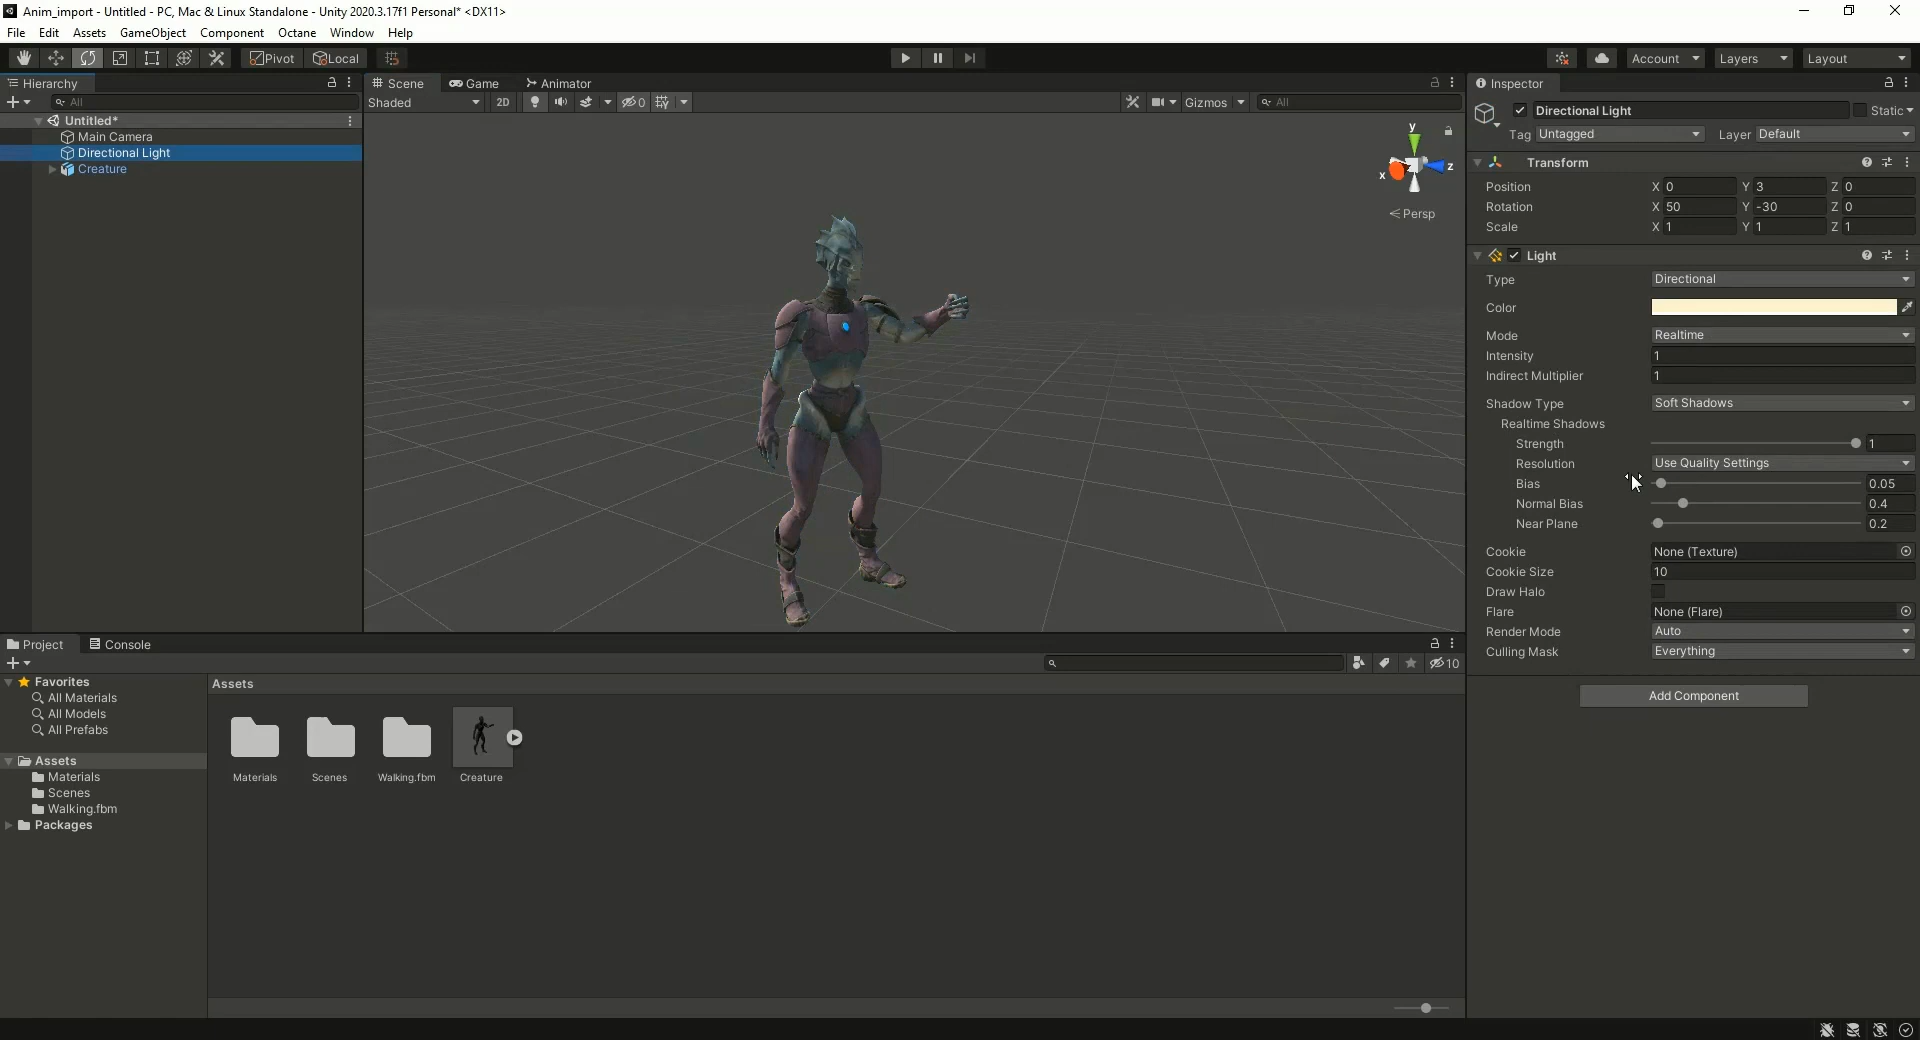 Anim_import - Untitled - PC, Mac & Linux Standalone - Unity 2020.3.17f1 Personal* <DX11>
File Edit Assets GameObject Component Octane Window Help
Pivot Local Account Layers Layout
Hierarchy
All
Untitled*
Main Camera
Directional Light
Creature
Scene Game Animator
Shaded 2D 0 Gizmos All
y
x
z
Persp
Inspector
Directional Light Static
Tag Untagged Layer Default
Transform
Position X 0 Y 3 Z 0
Rotation X 50 Y -30 Z 0
Scale X 1 Y 1 Z 1
Light
Type Directional
Color
Mode Realtime
Intensity 1
Indirect Multiplier 1
Shadow Type Soft Shadows
Realtime Shadows
Strength 1
Resolution Use Quality Settings
Bias 0.05
Normal Bias 0.4
Near Plane 0.2
Cookie None (Texture)
Cookie Size 10
Draw Halo
Flare None (Flare)
Render Mode Auto
Culling Mask Everything
Add Component
Project Console
10
Favorites
All Materials
All Models
All Prefabs
Assets
Materials
Scenes
Walking.fbm
Packages
Assets
Materials Scenes Walking.fbm Creature